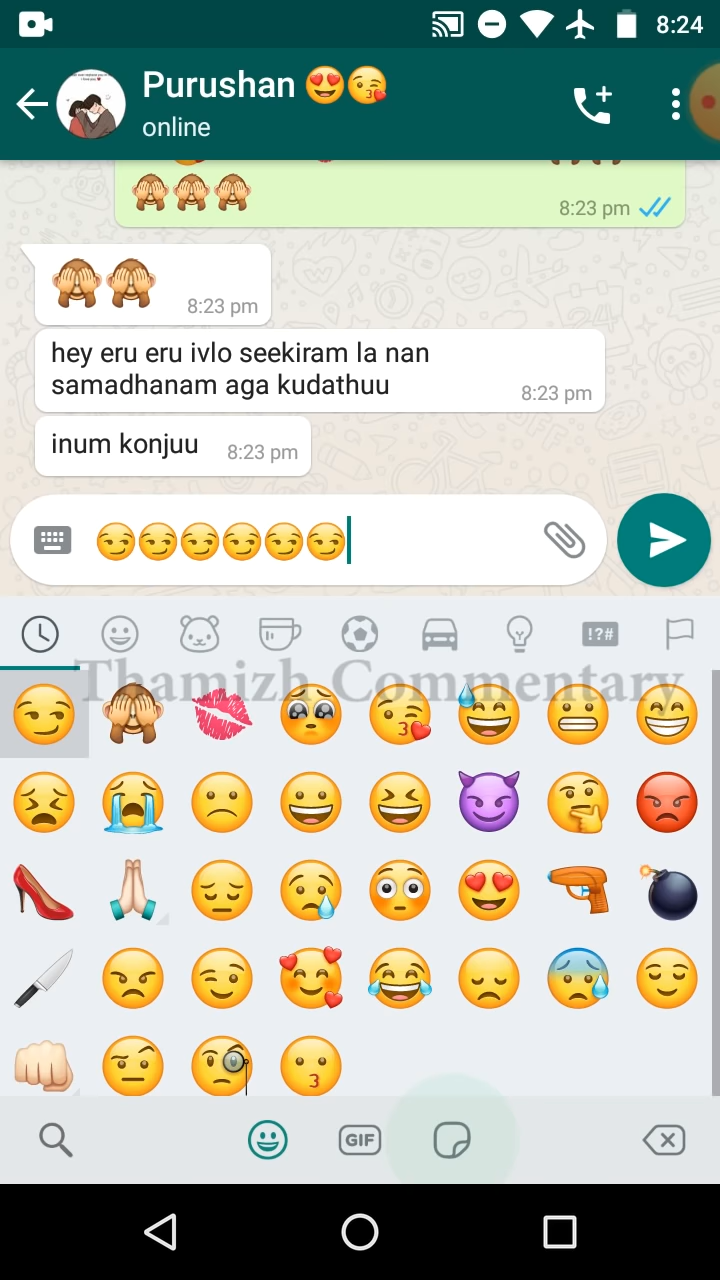 8:24
Purushan 😍😘
online
🙈🙈🙈
8:23 pm
🙈🙈
8:23 pm
hey eru eru ivlo seekiram la nan
samadhanam aga kudathuu
8:23 pm
inum konjuu 8:23 pm
😏😏😏😏😏😏
!?#
Thamizh Commentary
GIF